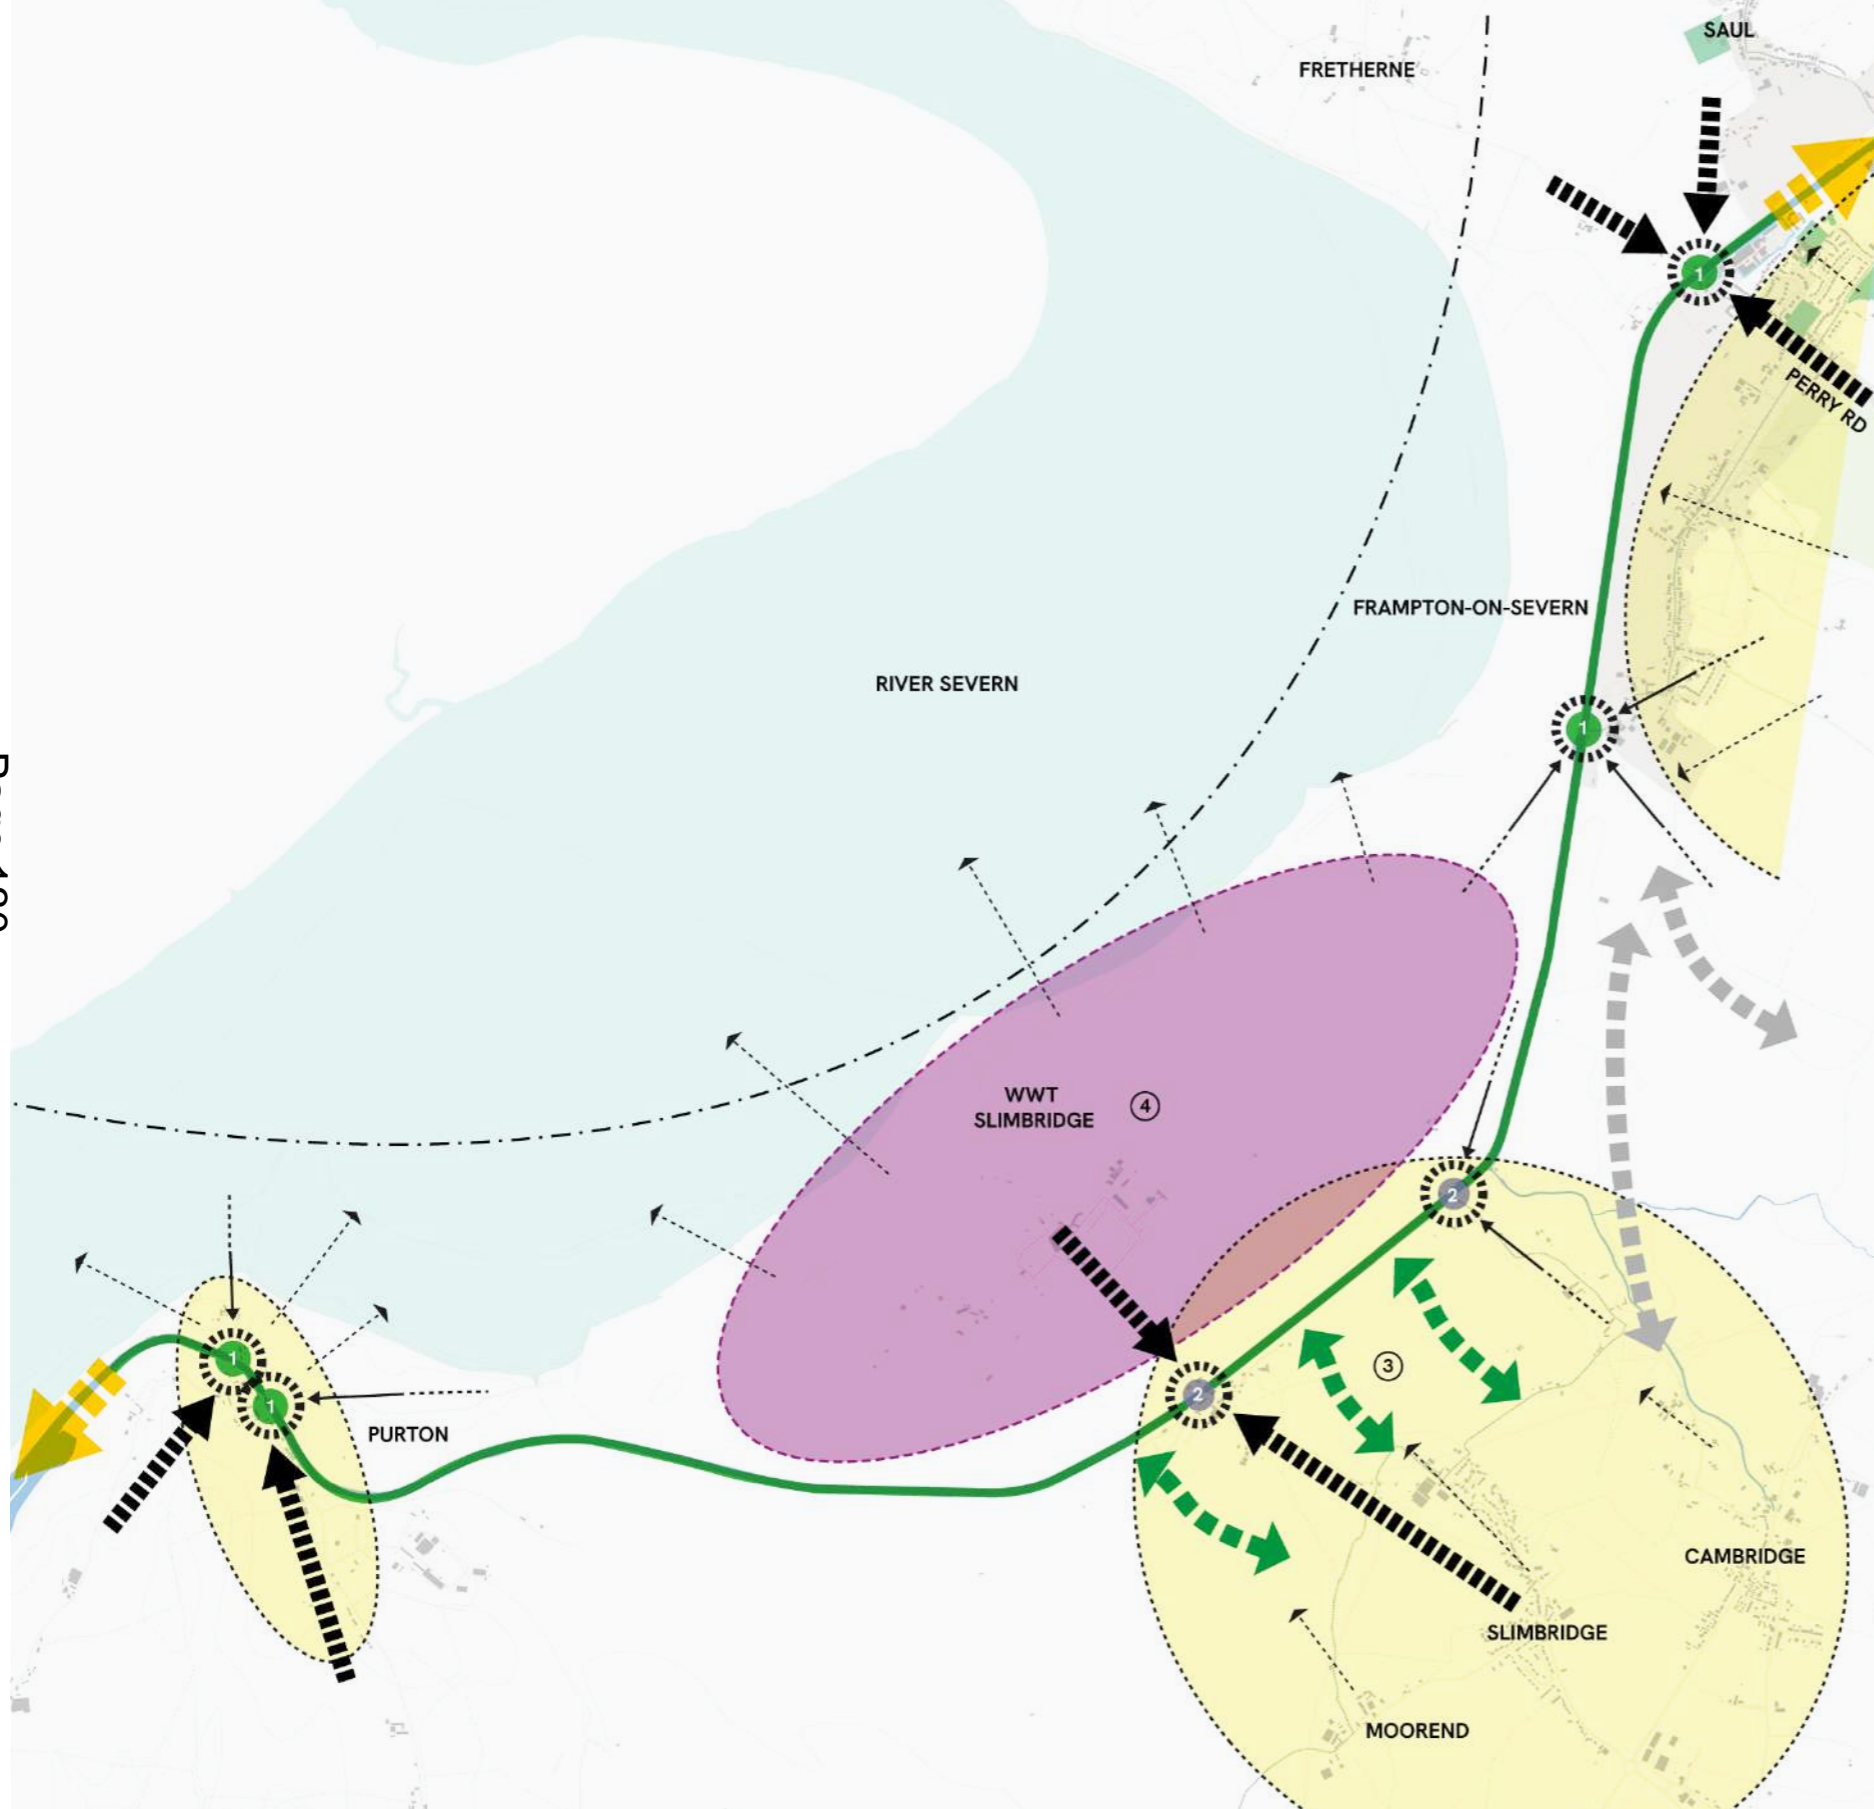 SAUL
FRETHERNE
1
PERRY RD
FRAMPTON-ON-SEVERN
RIVER SEVERN
1
WWT
SLIMBRIDGE
4
2
1
3
2
1
PURTON
CAMBRIDGE
SLIMBRIDGE
MOOREND